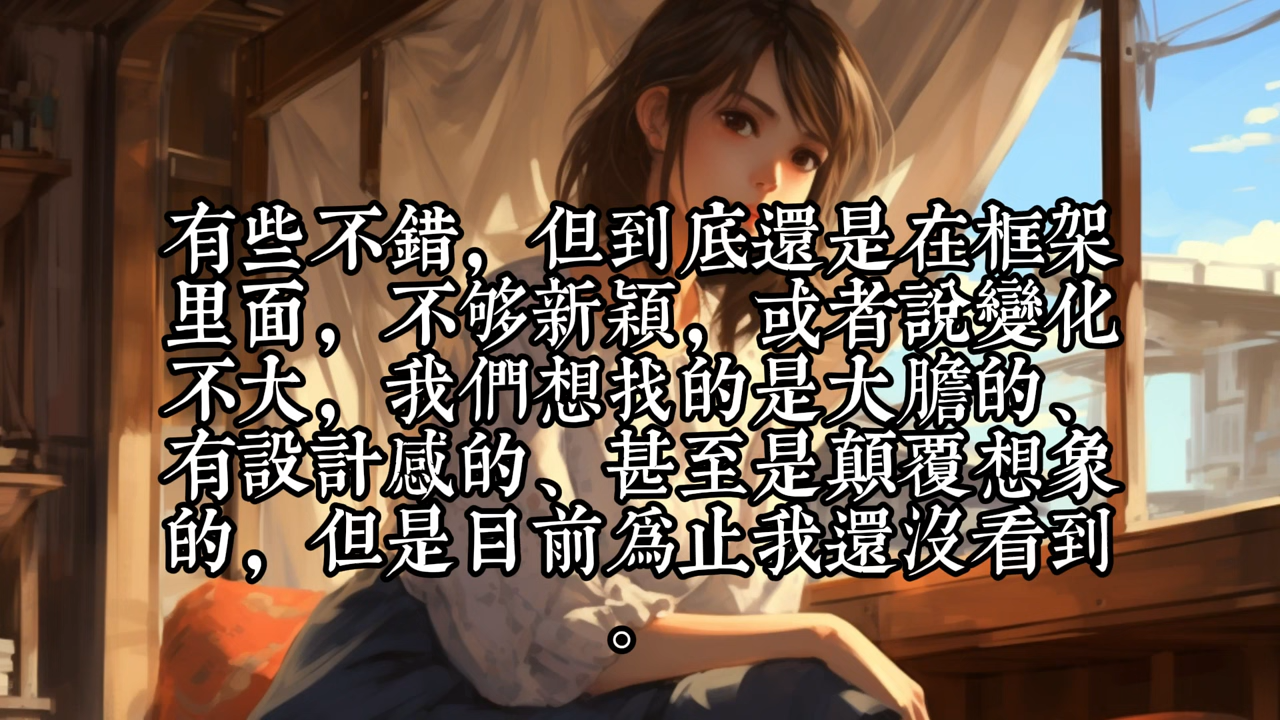 有些不錯，但到底還是在框架
里面，不够新穎，或者說變化
不大，我們想找的是大膽的、
有設計感的、甚至是顛覆想象
的，但是目前爲止我還沒看到
。